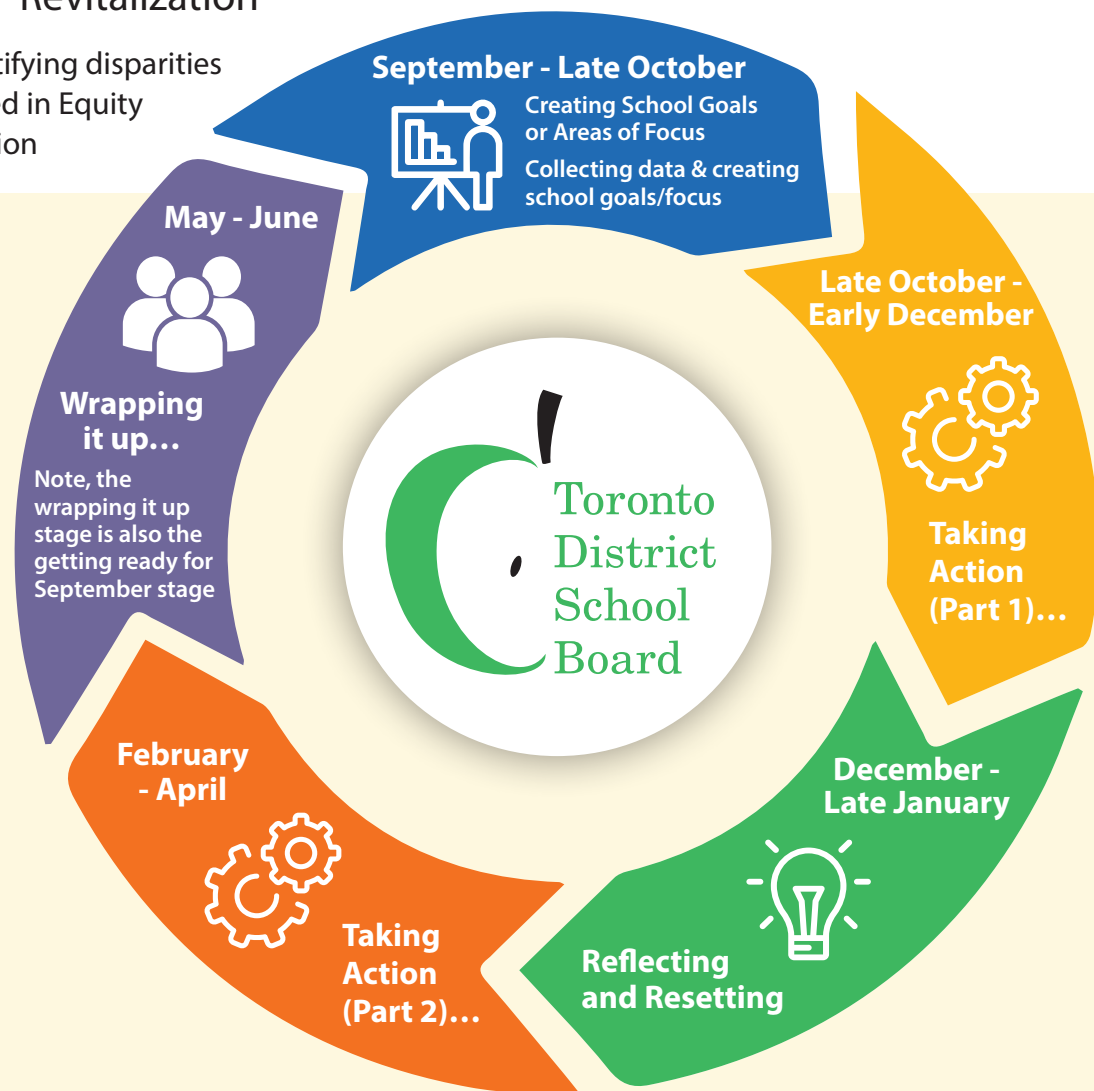 Revitalization
disparities
in Equity
September - Late October
Creating School Goals
or Areas of Focus
Collecting data & creating
school goals/focus
Late October -
Early December
Taking
Action
(Part 1)…
December -
Late January
Reflecting
and Resetting
February
- April
Taking
Action
(Part 2)…
May - June
Wrapping
it up…
Note, the
wrapping it up
stage is also the
getting ready for
September stage
Toronto
District
School
Board